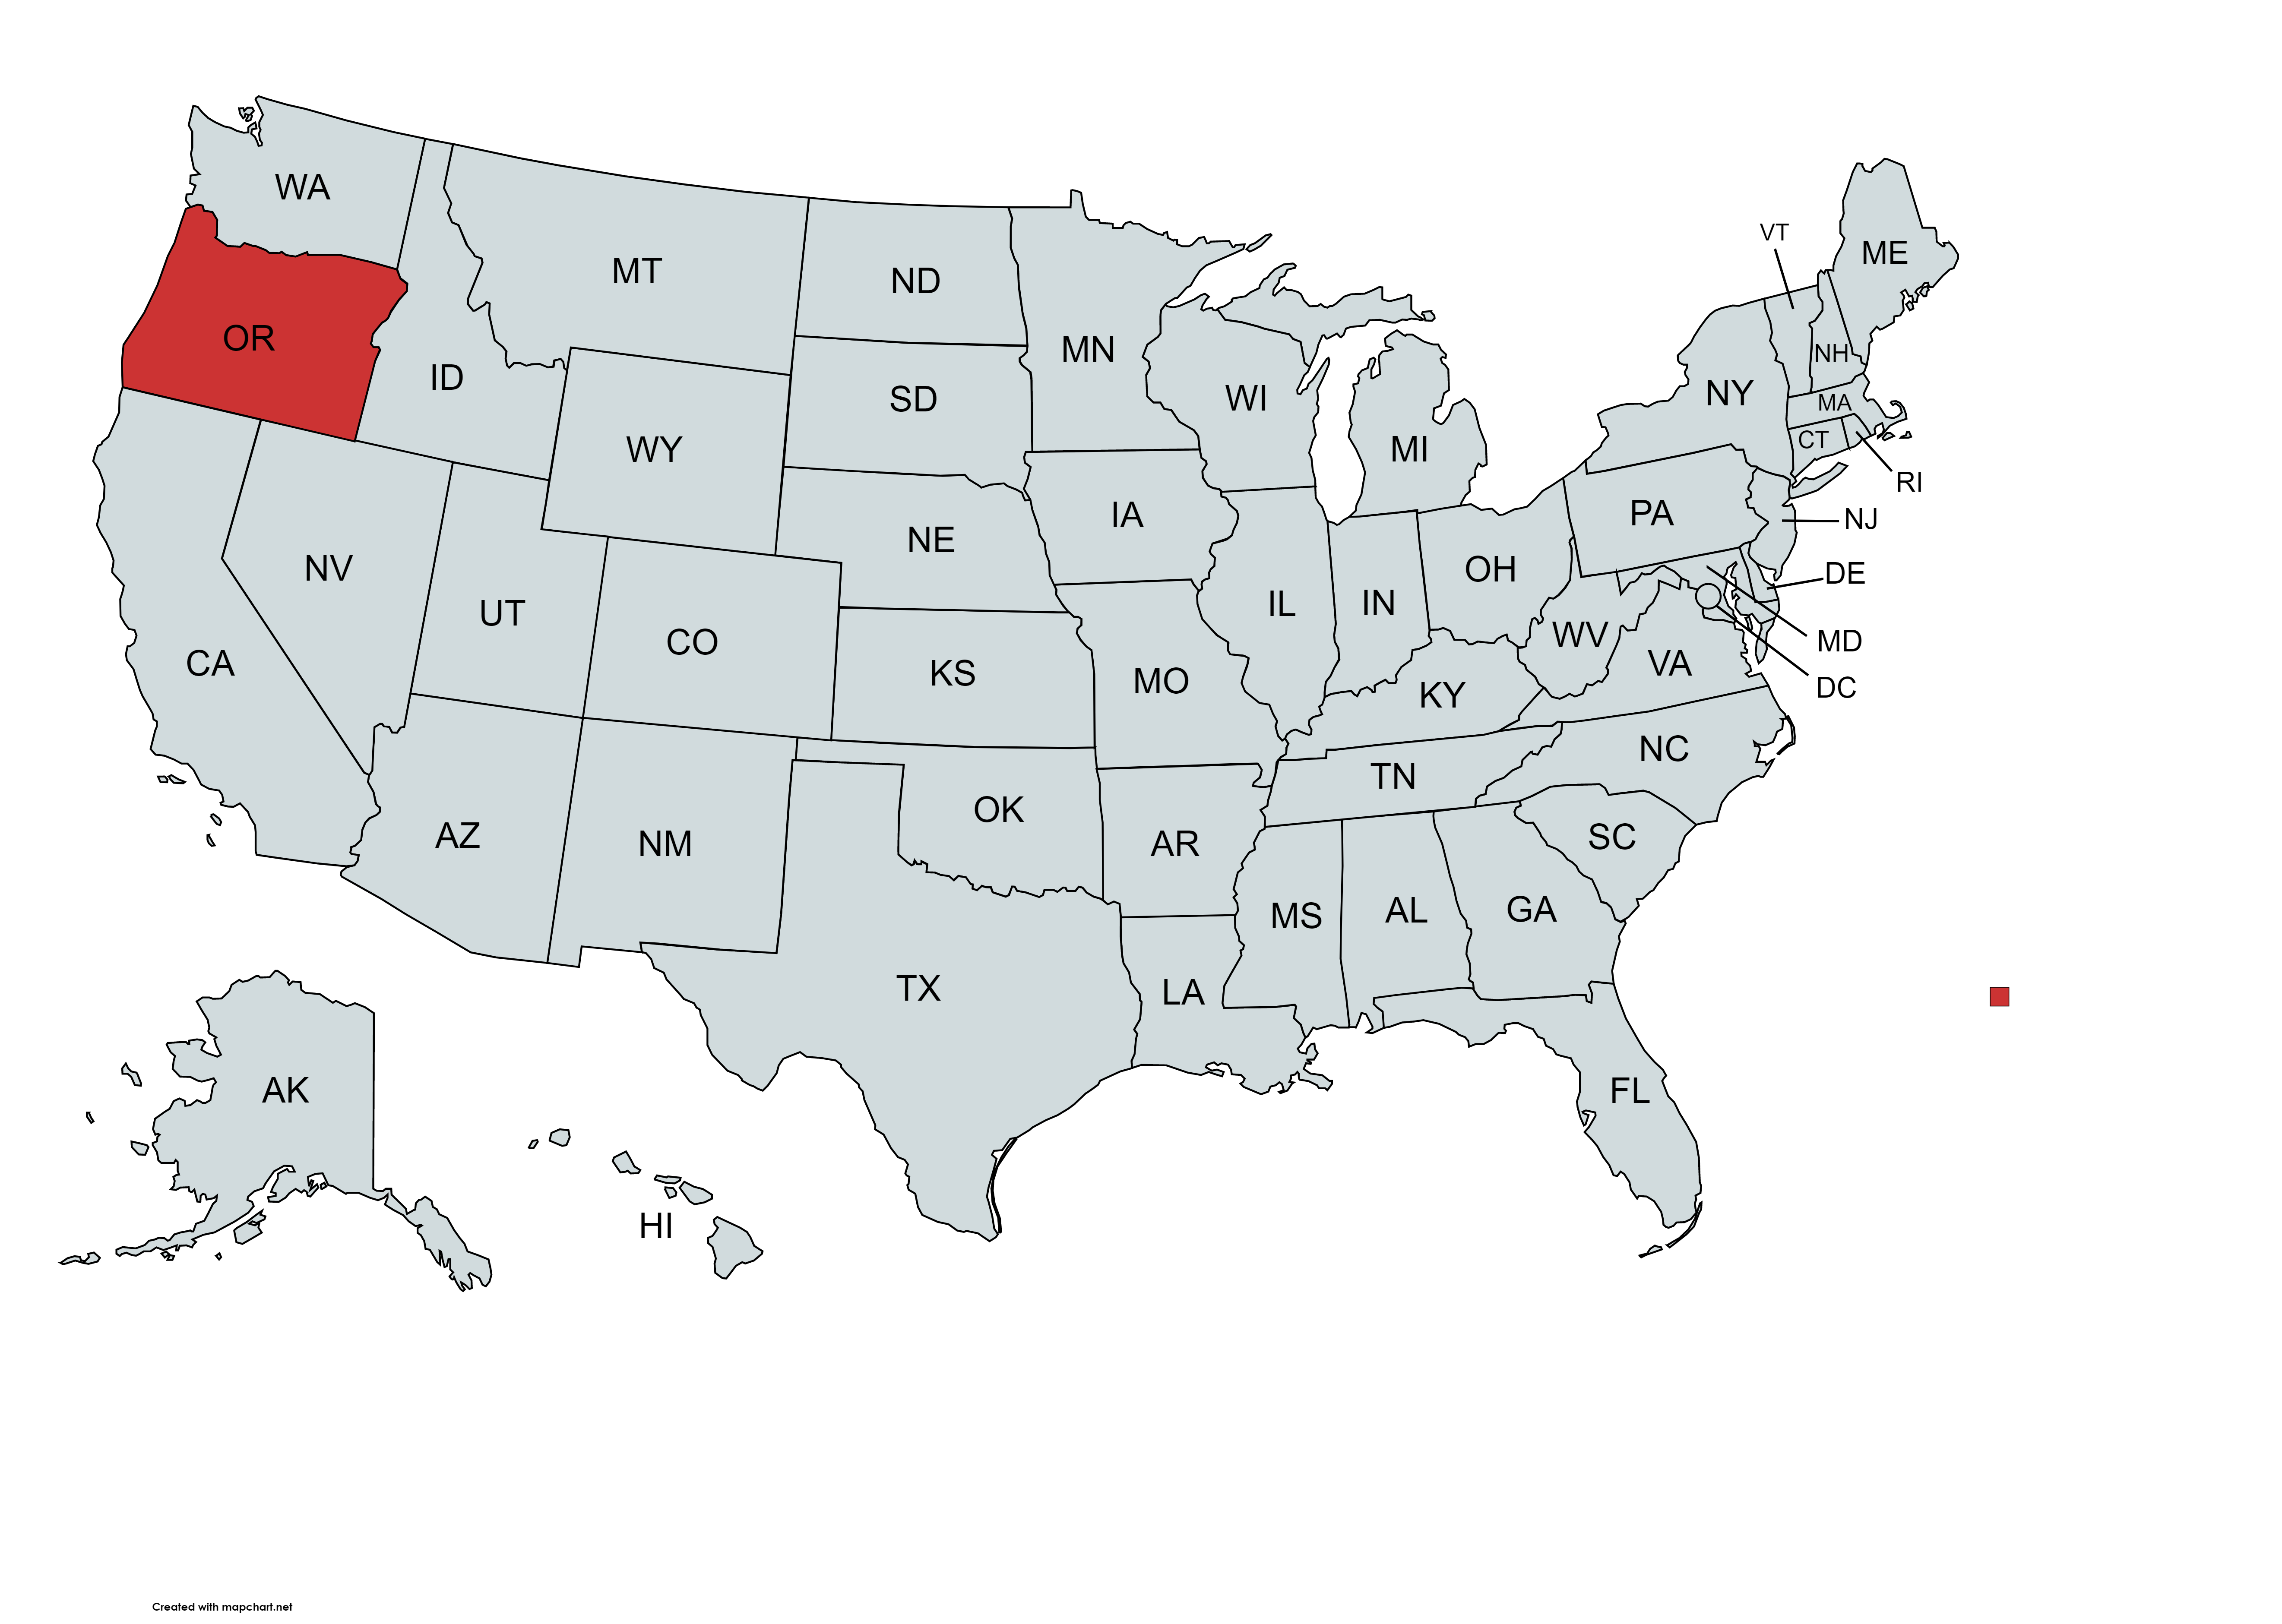 WA
VT
ME
MT
ND
OR
MN
NH
ID
SD
WI
NY
MA
WY
MI
CT
RI
PA
NJ
IA
NE
NV
OH
DE
UT
IL
IN
WV
MD
CO
CA
VA
KS
MO
KY
DC
NC
TN
OK
AZ
NM
AR
SC
MS
AL
GA
TX
LA
AK
FL
HI
Created with mapchart.net